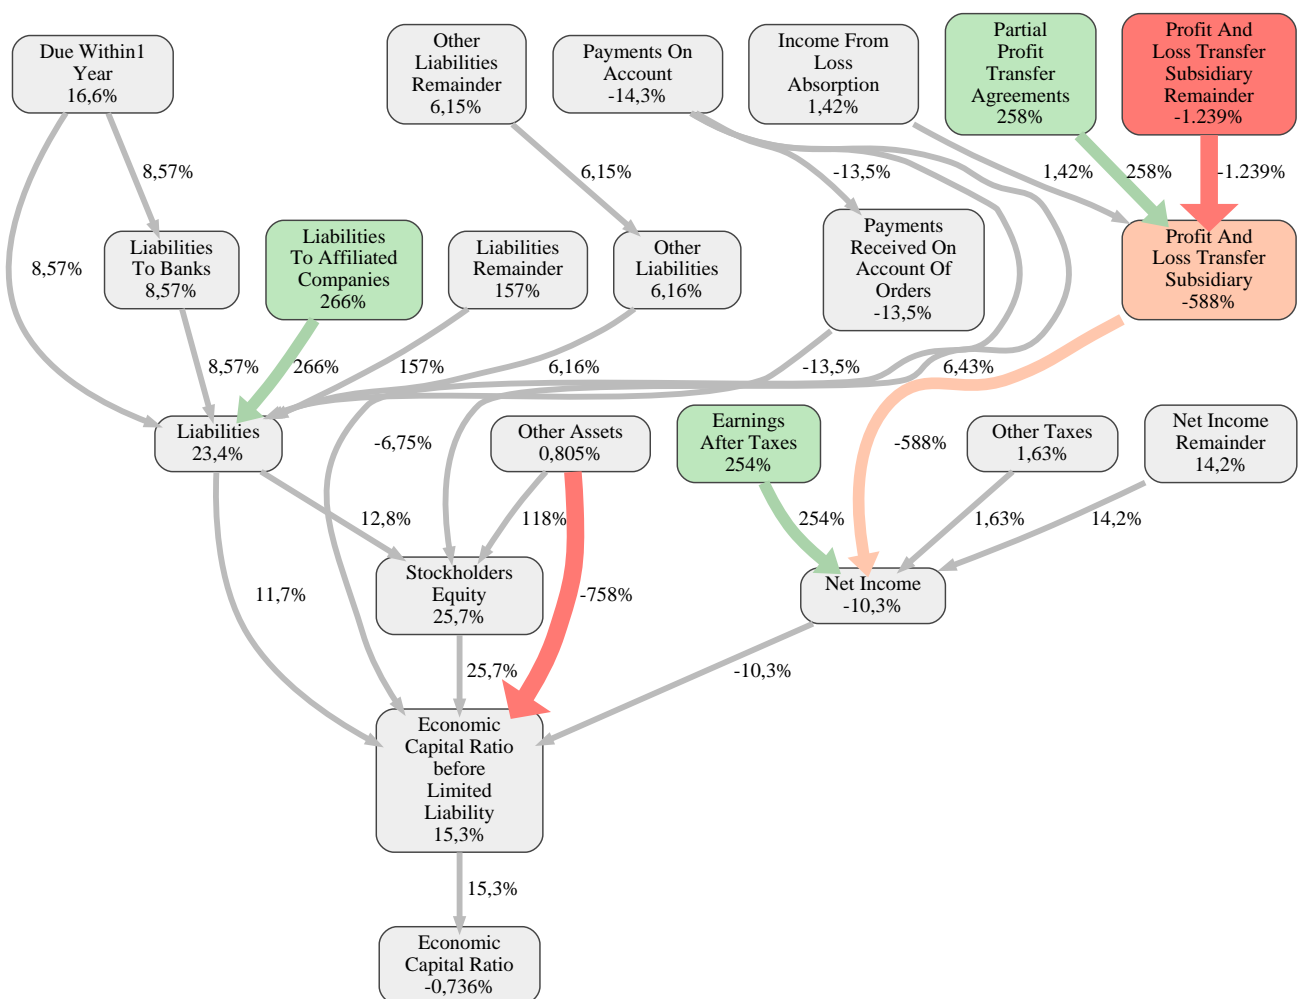 Due Within1
Year
16,6%
Other
Liabilities
Remainder
6,15%
Payments On
Account
-14,3%
Income From
Loss
Absorption
1,42%
Partial
Profit
Transfer
Agreements
258%
Profit And
Loss Transfer
Subsidiary
Remainder
-1.239%
8,57%
6,15%
-13,5%
1,42%
258%
-1.239%
8,57%
Liabilities
To Banks
8,57%
Liabilities
To Affiliated
Companies
266%
Liabilities
Remainder
157%
Other
Liabilities
6,16%
Payments
Received On
Account Of
Orders
-13,5%
Profit And
Loss Transfer
Subsidiary
-588%
8,57%
266%
157%
6,16%
-13,5%
6,43%
Liabilities
23,4%
-6,75%
Other Assets
0,805%
Earnings
After Taxes
254%
-588%
Other Taxes
1,63%
Net Income
Remainder
14,2%
12,8%
118%
254%
1,63%
14,2%
11,7%
Stockholders
Equity
25,7%
-758%
Net Income
-10,3%
25,7%
-10,3%
Economic
Capital Ratio
before
Limited
Liability
15,3%
15,3%
Economic
Capital Ratio
-0,736%